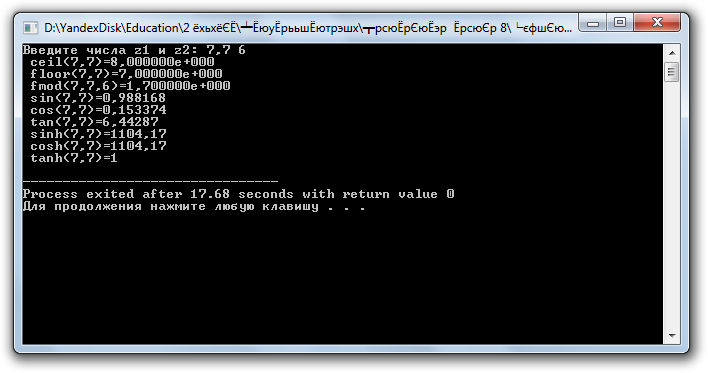 D:\YandexDisk\Education\2
Введите числа z1 и z2: 7,7 6
ceil(7,7)=8,000000e+000
floor(7,7)=7,000000e+000
fmod(7,7,6)=1,700000e+000
sin(7,7)=0,988168
cos(7,7)=0,153374
tan(7,7)=6,44287
sinh(7,7)=1104,17
cosh(7,7)=1104,17
tanh(7,7)=1
--------------------------------
Process exited after 17.68 seconds with return value 0
Для продолжения нажмите любую клавишу . . .